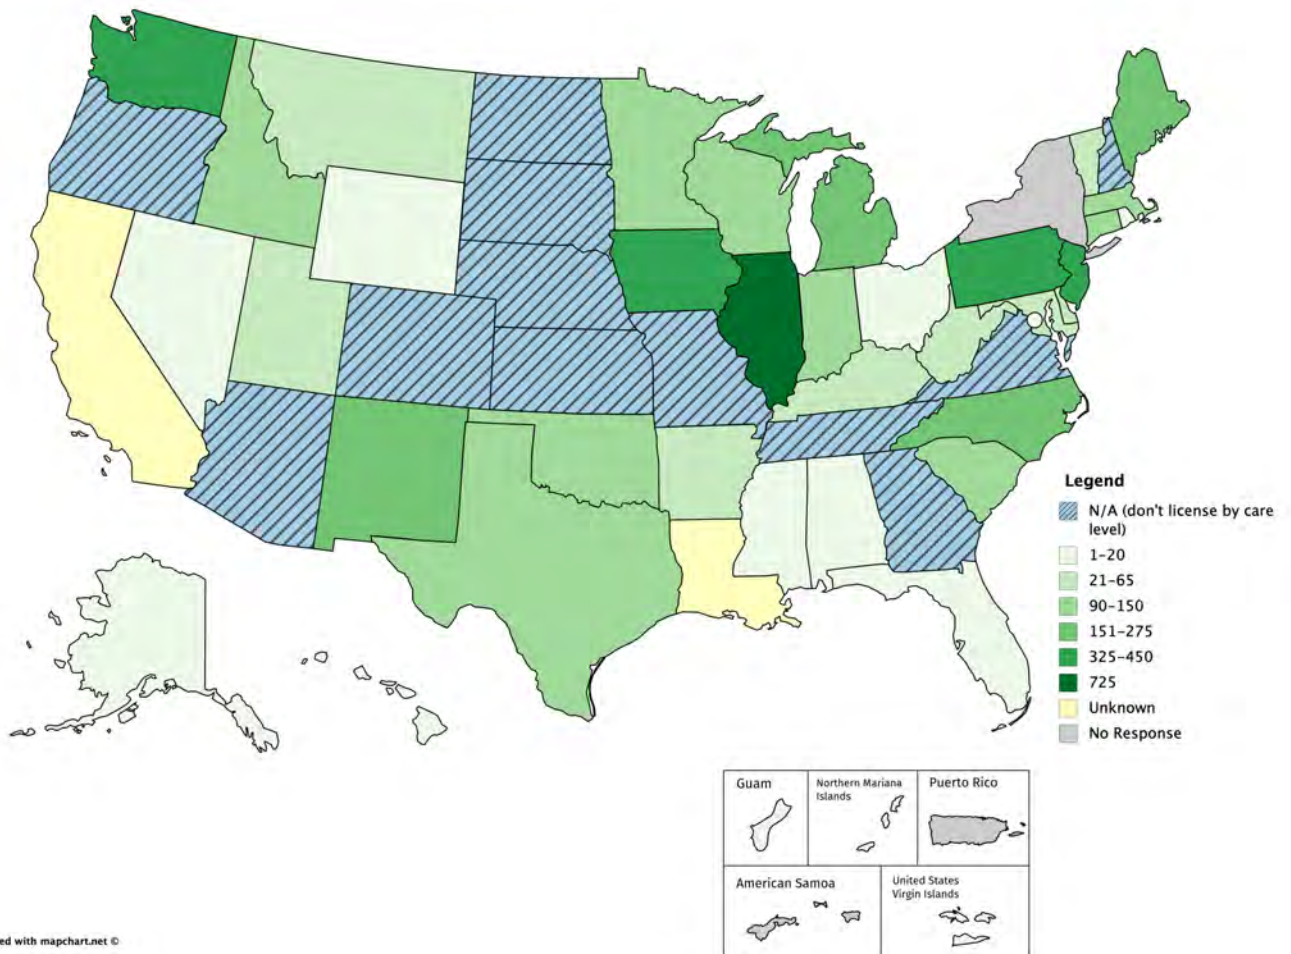 Legend
N/A (don't license by care
level)
1–20
21–65
90–150
151–275
325–450
725
Unknown
No Response
Guam
Northern Mariana
Islands
Puerto Rico
American Samoa
United States
Virgin Islands
ed with mapchart.net ©